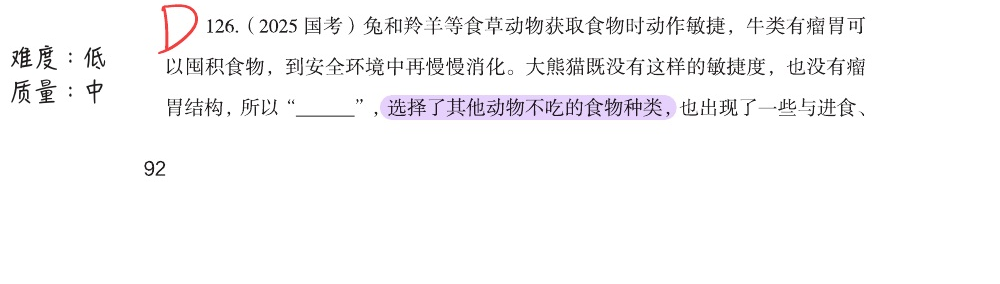 D 126.（2025 国考）兔和羚羊等食草动物获取食物时动作敏捷，牛类有瘤胃可
难度：低
以囤积食物，到安全环境中再慢慢消化。大熊猫既没有这样的敏捷度，也没有瘤
质量：中
胃结构，所以“______”，选择了其他动物不吃的食物种类，也出现了一些与进食、
92